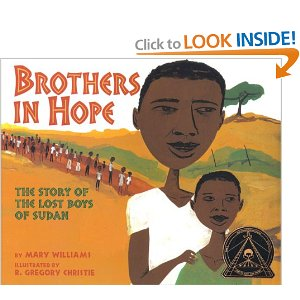 Click to LOOK INSIDE!
BROTHERS
IN HOPE
THE STORY OF
THE LOST BOYS
OF SUDAN
BY MARY WILLIAMS
ILLUSTRATED BY
R. GREGORY CHRISTIE